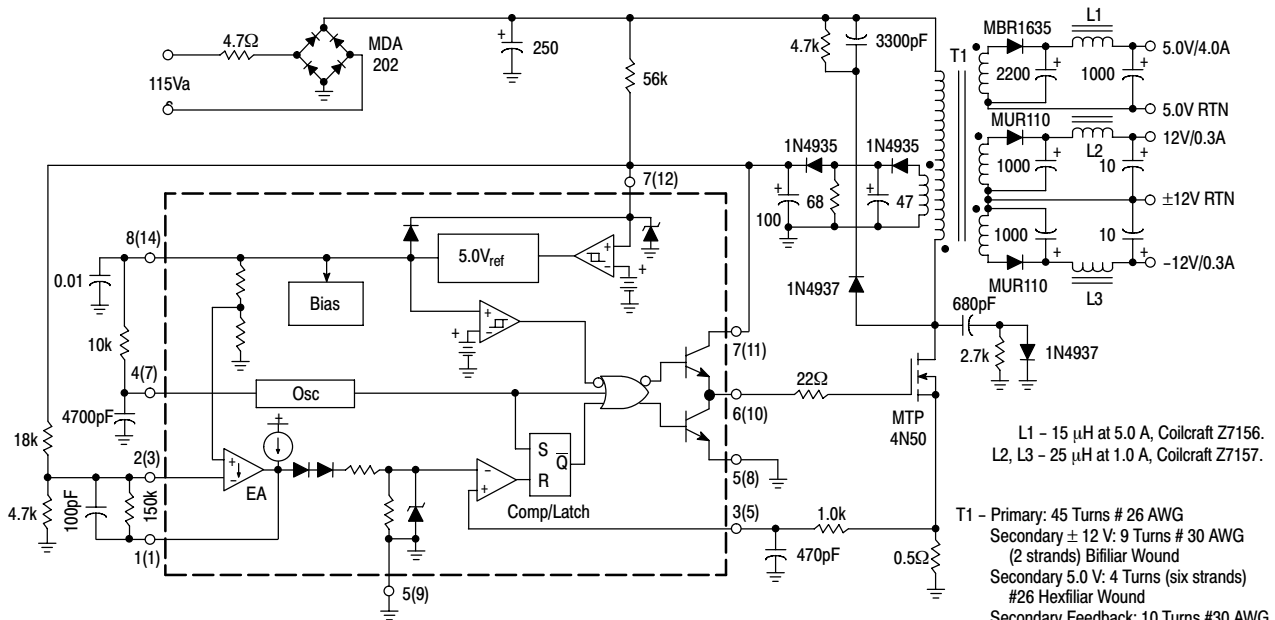 4.7Ω
MDA
202
115Va
s
+
250
56k
4.7k
3300pF
T1
MBR1635
L1
5.0V/4.0A
2200
+
1000
+
5.0V RTN
MUR110
12V/0.3A
1000
+
L2
10
+
±12V RTN
1000
+
10
+
-12V/0.3A
MUR110
L3
1N4935
1N4935
+
100
68
+
47
7(12)
8(14)
0.01
5.0Vref
+
-
+
Bias
+
-
+
1N4937
680pF
2.7k
1N4937
10k
4(7)
Osc
7(11)
22Ω
6(10)
MTP
4N50
4700pF
18k
2(3)
+
-
EA
+
S
R
Q
-
+
Comp/Latch
5(8)
4.7k
100pF
150k
1(1)
3(5)
1.0k
470pF
0.5Ω
5(9)
L1 - 15 μH at 5.0 A, Coilcraft Z7156.
L2, L3 - 25 μH at 1.0 A, Coilcraft Z7157.
T1 - Primary: 45 Turns # 26 AWG
Secondary ± 12 V: 9 Turns # 30 AWG
(2 strands) Bifiliar Wound
Secondary 5.0 V: 4 Turns (six strands)
#26 Hexfiliar Wound
Secondary Feedback: 10 Turns #30 AWG